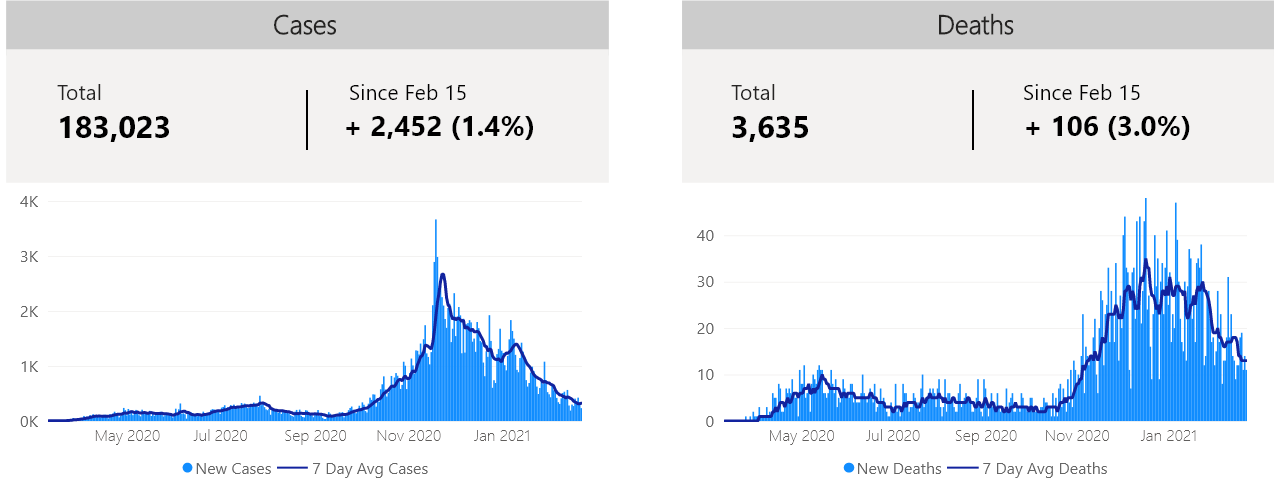 Cases
Total
Since Feb 15
183,023
+ 2,452 (1.4%)
4K
3K
2K
1K
0K
May 2020
Jul 2020
Sep 2020
Nov 2020
Jan 2021
New Cases
7 Day Avg Cases
Deaths
Total
Since Feb 15
3,635
+ 106 (3.0%)
40
30
20
10
0
May 2020
Jul 2020
Sep 2020
Nov 2020
Jan 2021
New Deaths
7 Day Avg Deaths